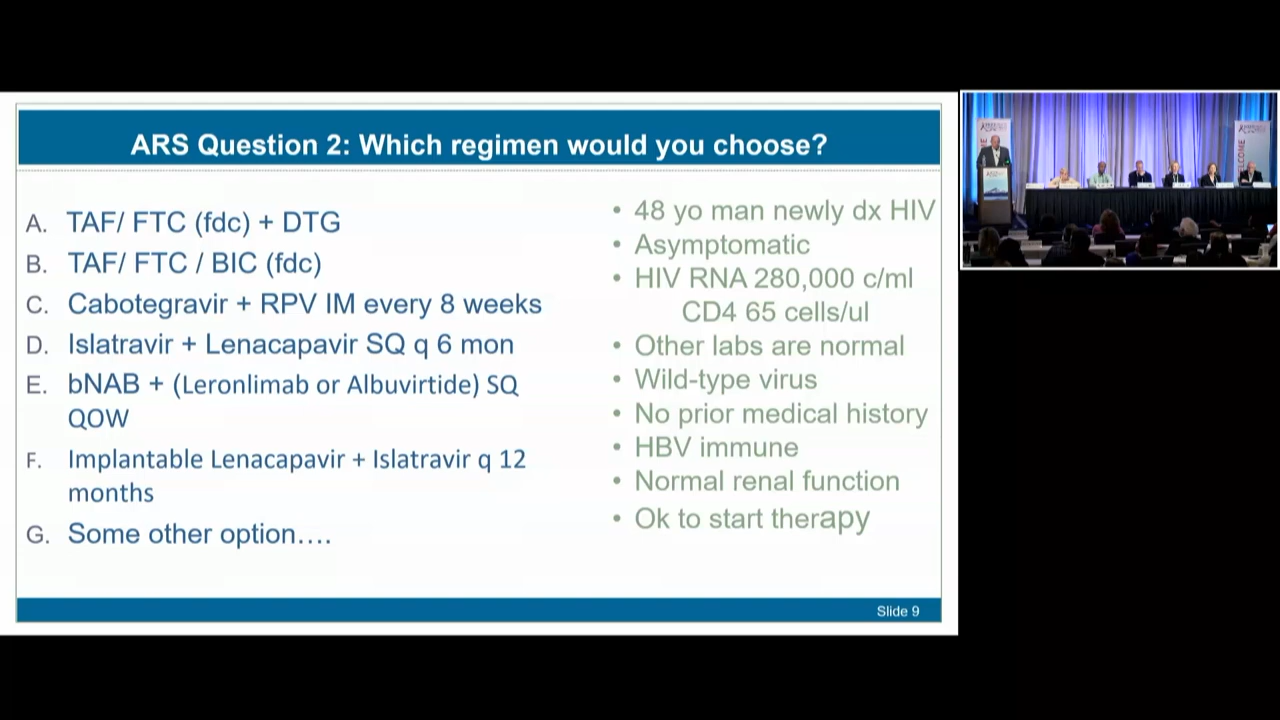 ARS Question 2: Which regimen would you choose?
A. TAF/ FTC (fdc) + DTG
B. TAF/ FTC / BIC (fdc)
C. Cabotegravir + RPV IM every 8 weeks
D. Islatravir + Lenacapavir SQ q 6 mon
E. bNAB + (Leronlimab or Albuvirtide) SQ
QOW
F. Implantable Lenacapavir + Islatravir q 12
months
G. Some other option….
• 48 yo man newly dx HIV
• Asymptomatic
• HIV RNA 280,000 c/ml
CD4 65 cells/ul
• Other labs are normal
• Wild-type virus
• No prior medical history
• HBV immune
• Normal renal function
• Ok to start therapy
Slide 9